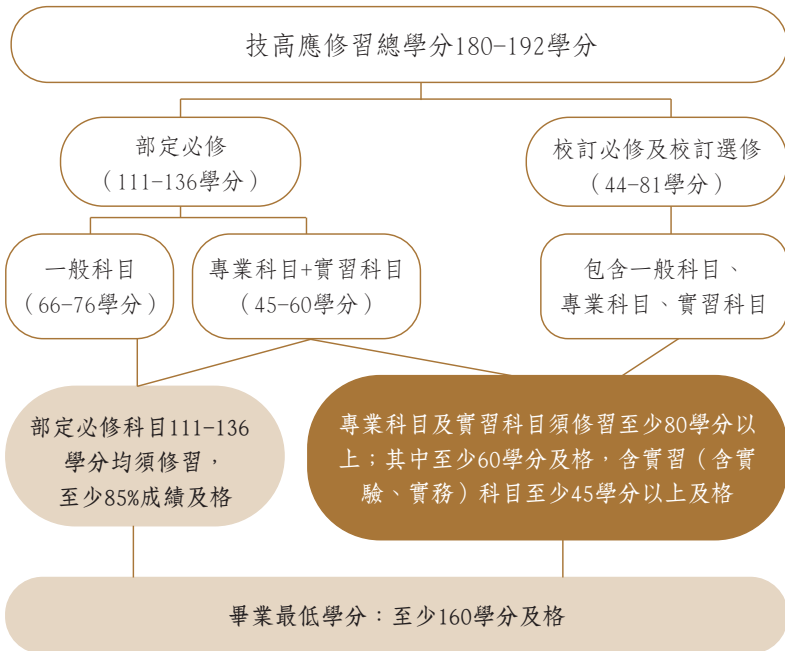 技高應修習總學分180-192學分
部定必修
（111-136學分）
校訂必修及校訂選修
（44-81學分）
一般科目
（66-76學分）
專業科目+實習科目
（45-60學分）
包含一般科目、
專業科目、實習科目
部定必修科目111-136
學分均須修習，
至少85%成績及格
專業科目及實習科目須修習至少80學分以
上；其中至少60學分及格，含實習（含實
驗、實務）科目至少45學分以上及格
畢業最低學分：至少160學分及格